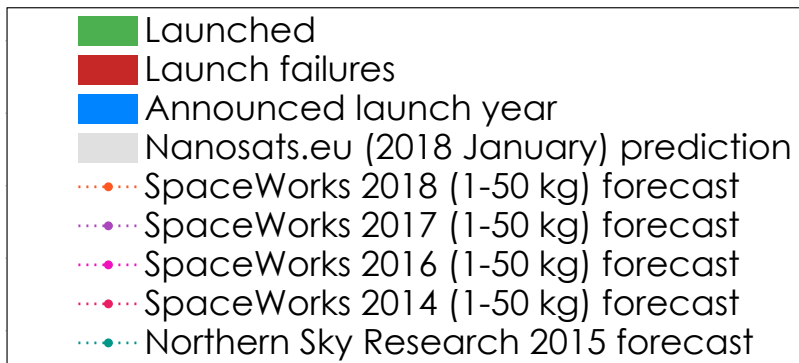 Launched
Launch failures
Announced launch year
Nanosats.eu (2018 January) prediction
SpaceWorks 2018 (1-50 kg) forecast
SpaceWorks 2017 (1-50 kg) forecast
SpaceWorks 2016 (1-50 kg) forecast
SpaceWorks 2014 (1-50 kg) forecast
Northern Sky Research 2015 forecast